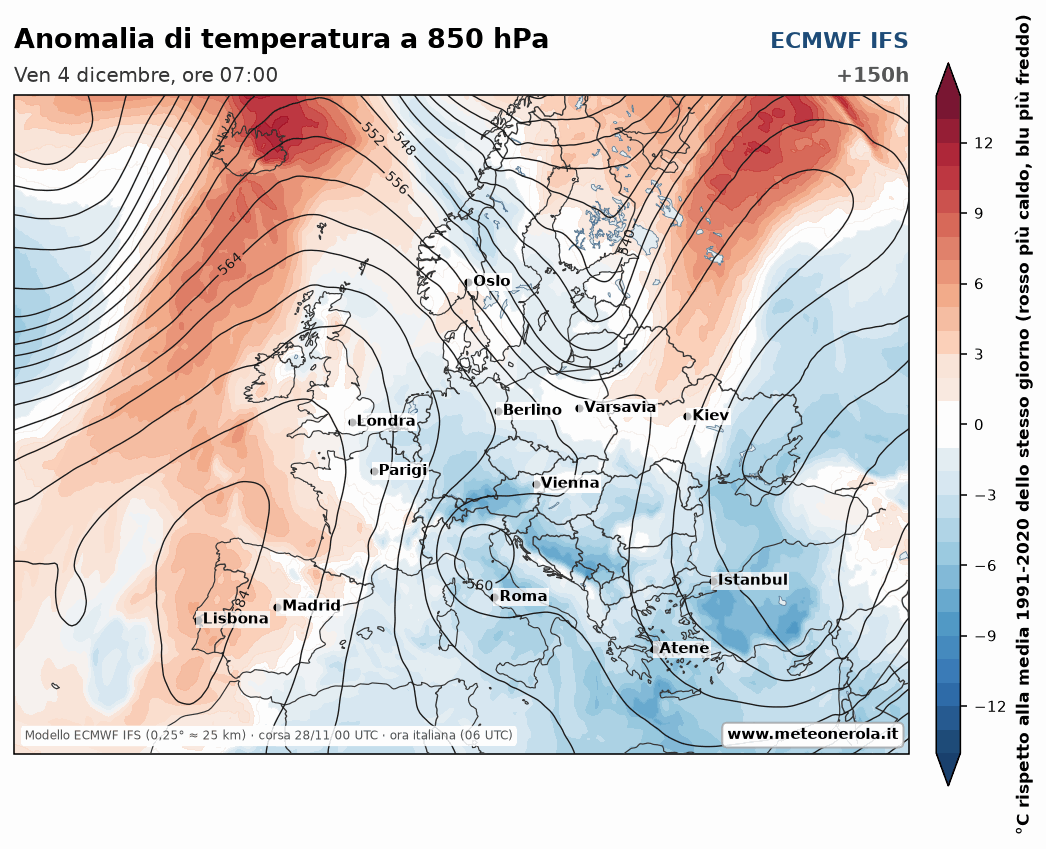 Anomalia di temperatura a 850 hPa
ECMWF IFS
Ven 4 dicembre, ore 07:00
+150h
552
548
556
564
540
Oslo
Londra
Berlino
Varsavia
Kiev
Parigi
Vienna
560
Roma
Istanbul
584
Madrid
Lisbona
Atene
Modello ECMWF IFS (0,25° ≈ 25 km) · corsa 28/11 00 UTC · ora italiana (06 UTC)
www.meteonerola.it
12
9
6
3
0
−3
−6
−9
−12
°C rispetto alla media 1991-2020 dello stesso giorno (rosso più caldo, blu più freddo)